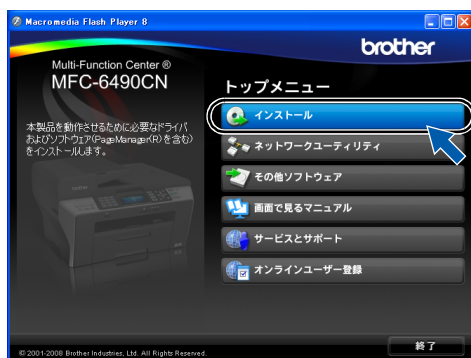 Macromedia Flash Player 8
brother
Multi-Function Center ®
MFC-6490CN
本製品を動作させるために必要なドライバ
およびソフトウェア(PageManager(R)を含む)
をインストールします。
トップメニュー
インストール
ネットワークユーティリティ
その他ソフトウェア
画面で見るマニュアル
サービスとサポート
オンラインユーザー登録
© 2001-2008 Brother Industries, Ltd. All Rights Reserved.
終了